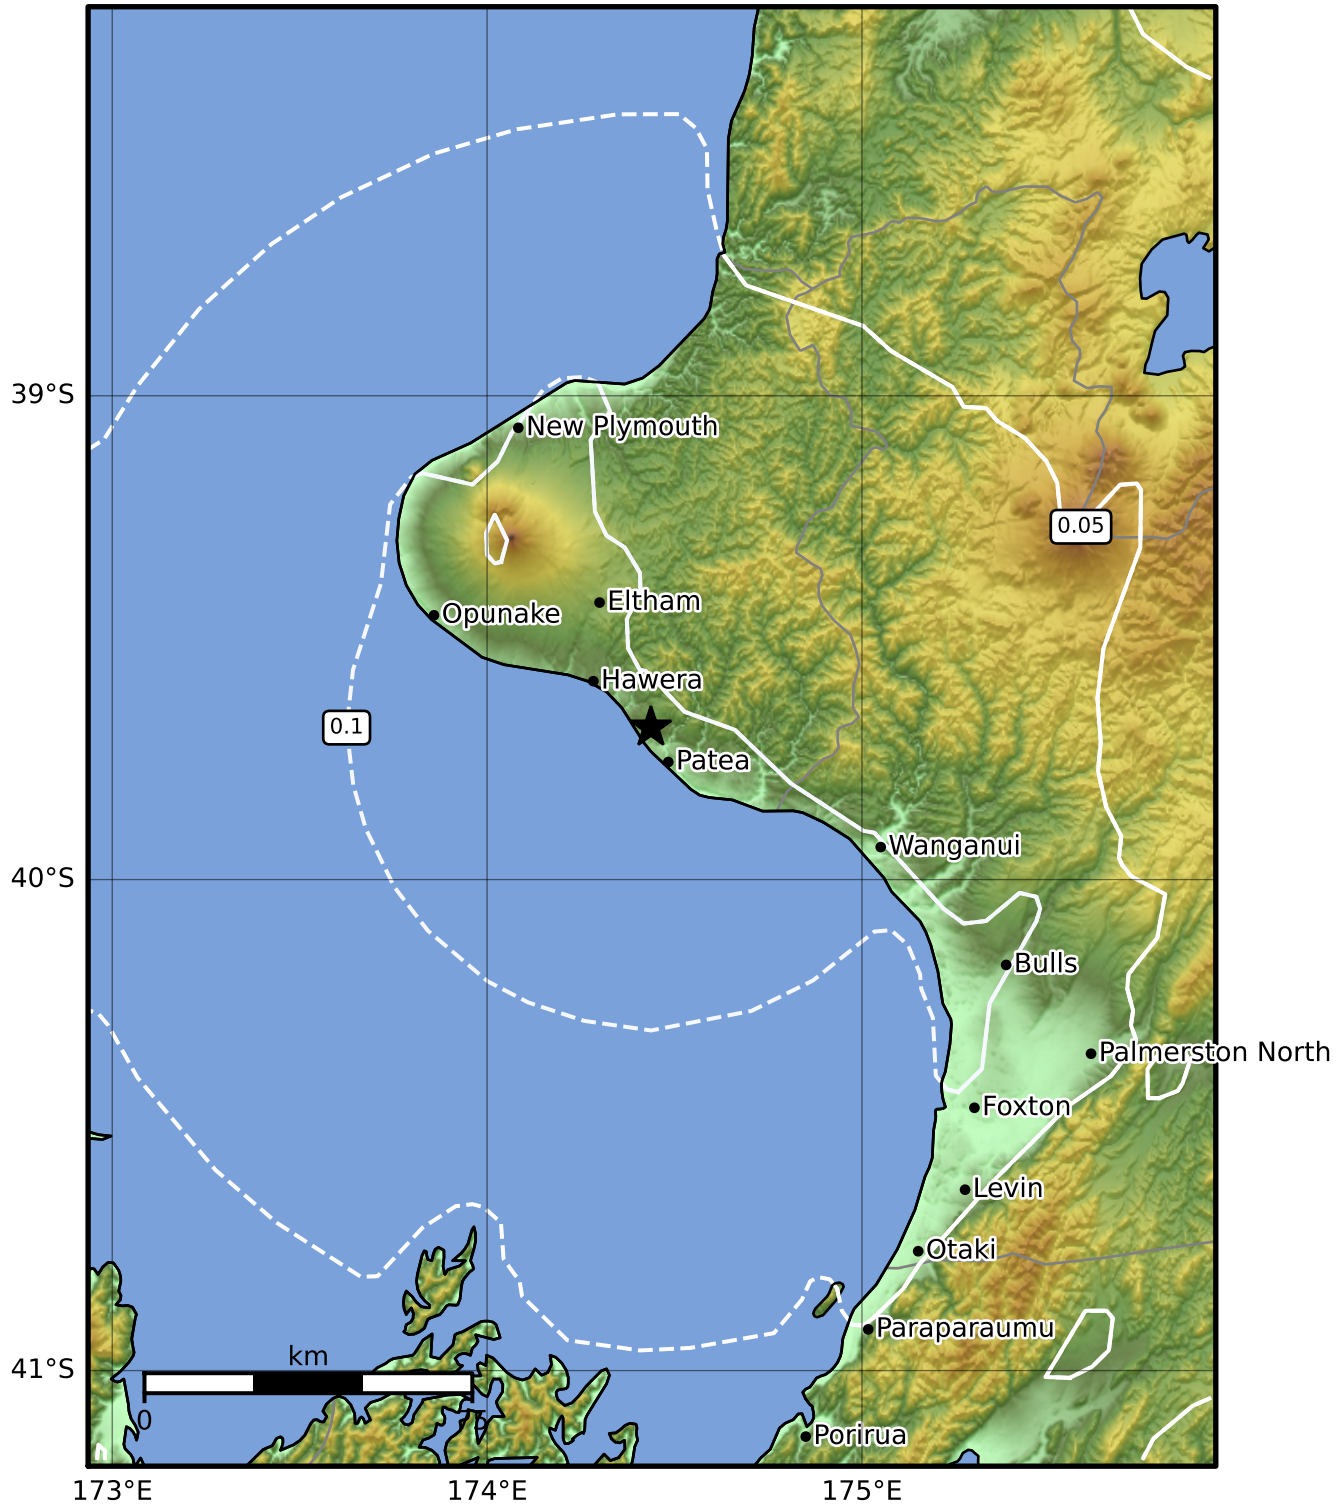 39°S
New Plymouth
0.05
Eltham
Opunake
Hawera
0.1
Patea
Wanganui
40°S
Bulls
Palmerston North
Foxton
Levin
Otaki
Paraparaumu
km
41°S
0
Porirua
173°E
174°E
175°E